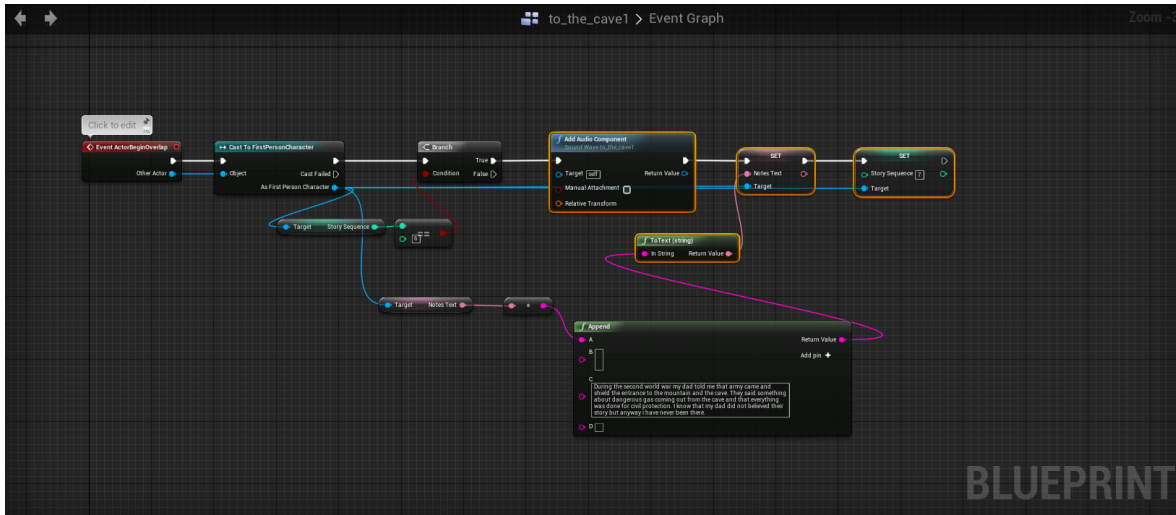 to_the_cave1 > Event Graph
Zoom -3
Click to edit
Event ActorBeginOverlap
Other Actor
Cast To FirstPersonCharacter
Object
Cast Failed
As First Person Character
Branch
True
Condition
False
Add Audio Component
Sound Wave to_the_cave1
Target self
Return Value
Manual Attachment
Relative Transform
SET
Notes Text
Target
SET
Story Sequence 7
Target
Target
Story Sequence
6
==
ToText (string)
In String
Return Value
Target
Notes Text
Append
A
Return Value
B
Add pin +
C
During the second world war my dad told me that army came and
shield the entrance to the mountain and the cave. They said something
about dangerous gas coming out from the cave and that everything
was done for civil protection. I know that my dad did not believed their
story but anyway i have never been there.
D
BLUEPRINT